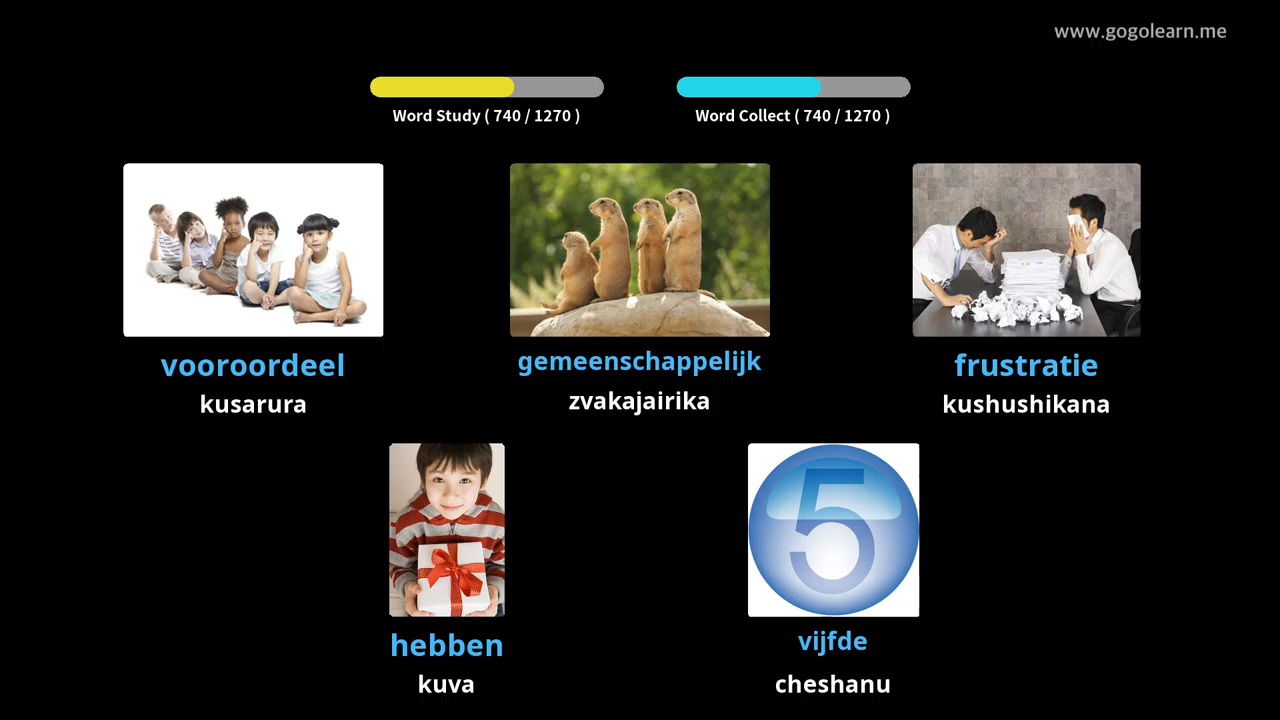 www.gogolearn.me
Word Study ( 740 / 1270 )
Word Collect ( 740 / 1270 )
vooroordeel
kusarura
gemeenschappelijk
zvakajairika
frustratie
kushushikana
hebben
kuva
5
vijfde
cheshanu